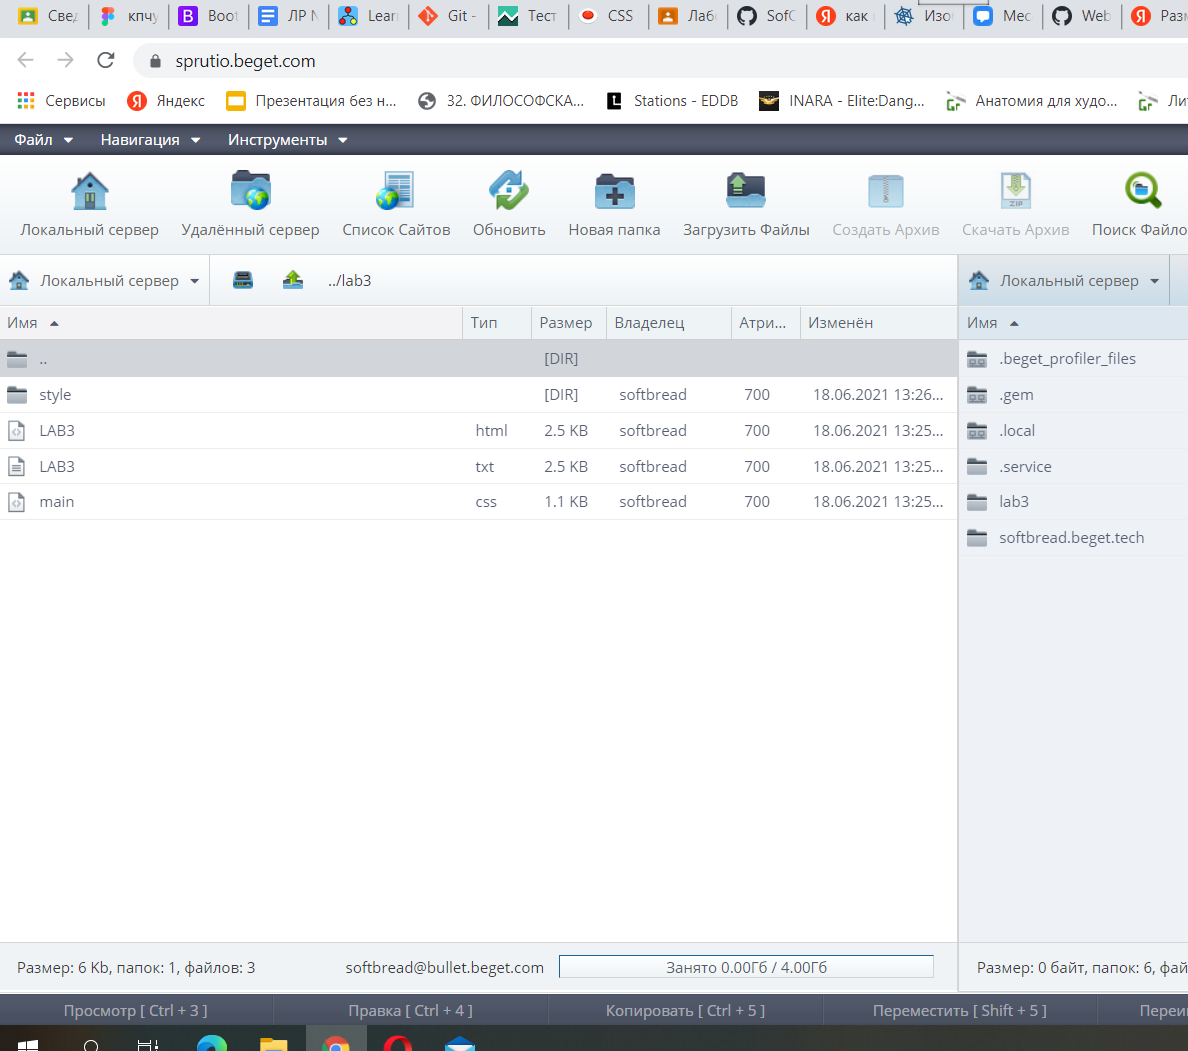 Свед кпчу Boot ЛР N Lear Git - Тест CSS Лаб SofC как Изо Мес Web Раз
sprutio.beget.com
Сервисы Яндекс Презентация без н... 32. ФИЛОСОФСКА... Stations - EDDB INARA - Elite:Dang... Анатомия для худо... Ли
Файл Навигация Инструменты
Локальный сервер Удалённый сервер Список Сайтов Обновить Новая папка Загрузить Файлы Создать Архив Скачать Архив Поиск Файло
Локальный сервер ../lab3 Локальный сервер
Имя Тип Размер Владелец Атри... Изменён Имя
.. [DIR] .beget_profiler_files
style [DIR] softbread 700 18.06.2021 13:26... .gem
LAB3 html 2.5 KB softbread 700 18.06.2021 13:25... .local
LAB3 txt 2.5 KB softbread 700 18.06.2021 13:25... .service
main css 1.1 KB softbread 700 18.06.2021 13:25... lab3
softbread.beget.tech
Размер: 6 Kb, папок: 1, файлов: 3 softbread@bullet.beget.com Занято 0.00Гб / 4.00Гб Размер: 0 байт, папок: 6, фай
Просмотр [ Ctrl + 3 ] Правка [ Ctrl + 4 ] Копировать [ Ctrl + 5 ] Переместить [ Shift + 5 ] Переи